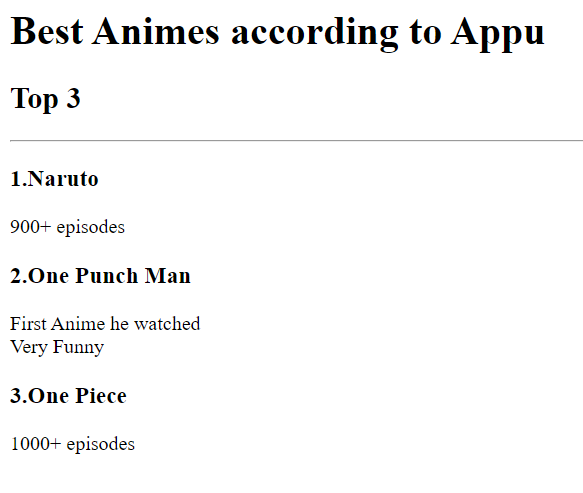 Best Animes according to Appu
Top 3
1.Naruto
900+ episodes
2.One Punch Man
First Anime he watched
Very Funny
3.One Piece
1000+ episodes